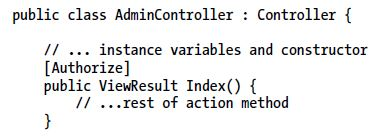 public class AdminController : Controller {
// ... instance variables and constructor
[Authorize]
public ViewResult Index() {
// ...rest of action method
}